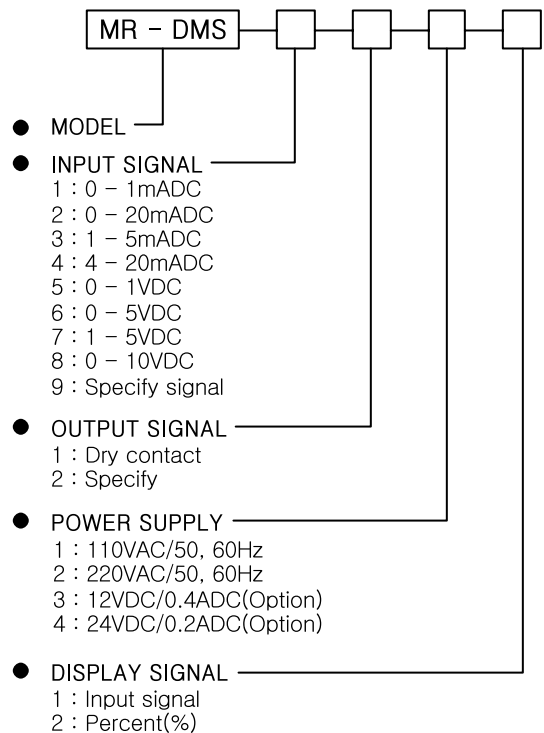 MR - DMS
● MODEL
● INPUT SIGNAL
1 : 0 - 1mADC
2 : 0 - 20mADC
3 : 1 - 5mADC
4 : 4 - 20mADC
5 : 0 - 1VDC
6 : 0 - 5VDC
7 : 1 - 5VDC
8 : 0 - 10VDC
9 : Specify signal
● OUTPUT SIGNAL
1 : Dry contact
2 : Specify
● POWER SUPPLY
1 : 110VAC/50, 60Hz
2 : 220VAC/50, 60Hz
3 : 12VDC/0.4ADC(Option)
4 : 24VDC/0.2ADC(Option)
● DISPLAY SIGNAL
1 : Input signal
2 : Percent(%)